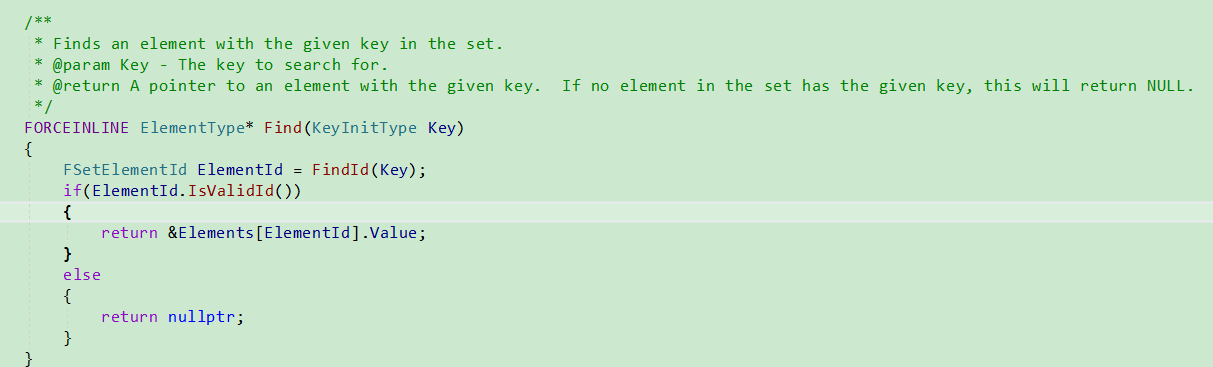 /**
 * Finds an element with the given key in the set.
 * @param Key - The key to search for.
 * @return A pointer to an element with the given key.  If no element in the set has the given key, this will return NULL.
 */
FORCEINLINE ElementType* Find(KeyInitType Key)
{
    FSetElementId ElementId = FindId(Key);
    if(ElementId.IsValidId())
    {
        return &Elements[ElementId].Value;
    }
    else
    {
        return nullptr;
    }
}